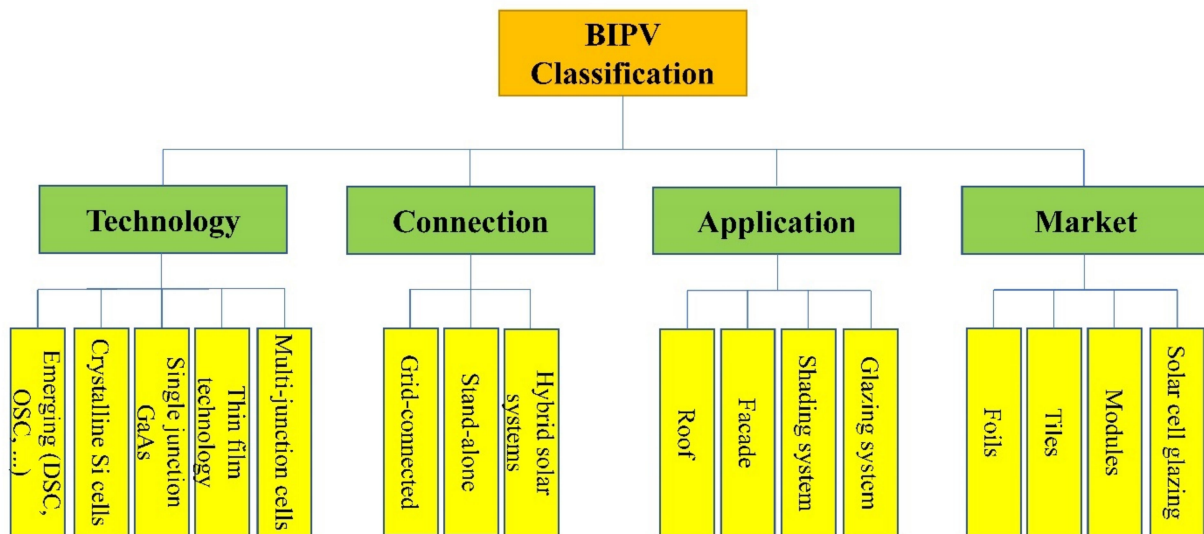 BIPV
Classification
Technology
Connection
Application
Market
Emerging (DSC,
OSC, ...)
Crystalline Si cells
Single junction
GaAs
Thin film
technology
Multi-junction cells
Grid-connected
Stand-alone
Hybrid solar
systems
Roof
Facade
Shading system
Glazing system
Foils
Tiles
Modules
Solar cell glazing